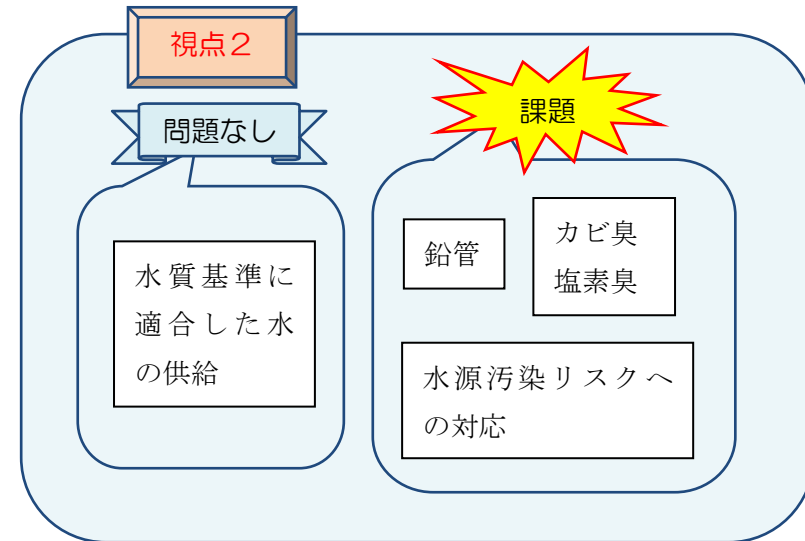 視点２
問題なし
水質基準に
適合した水
の供給
課題
鉛管
カビ臭
塩素臭
水源汚染リスクへ
の対応